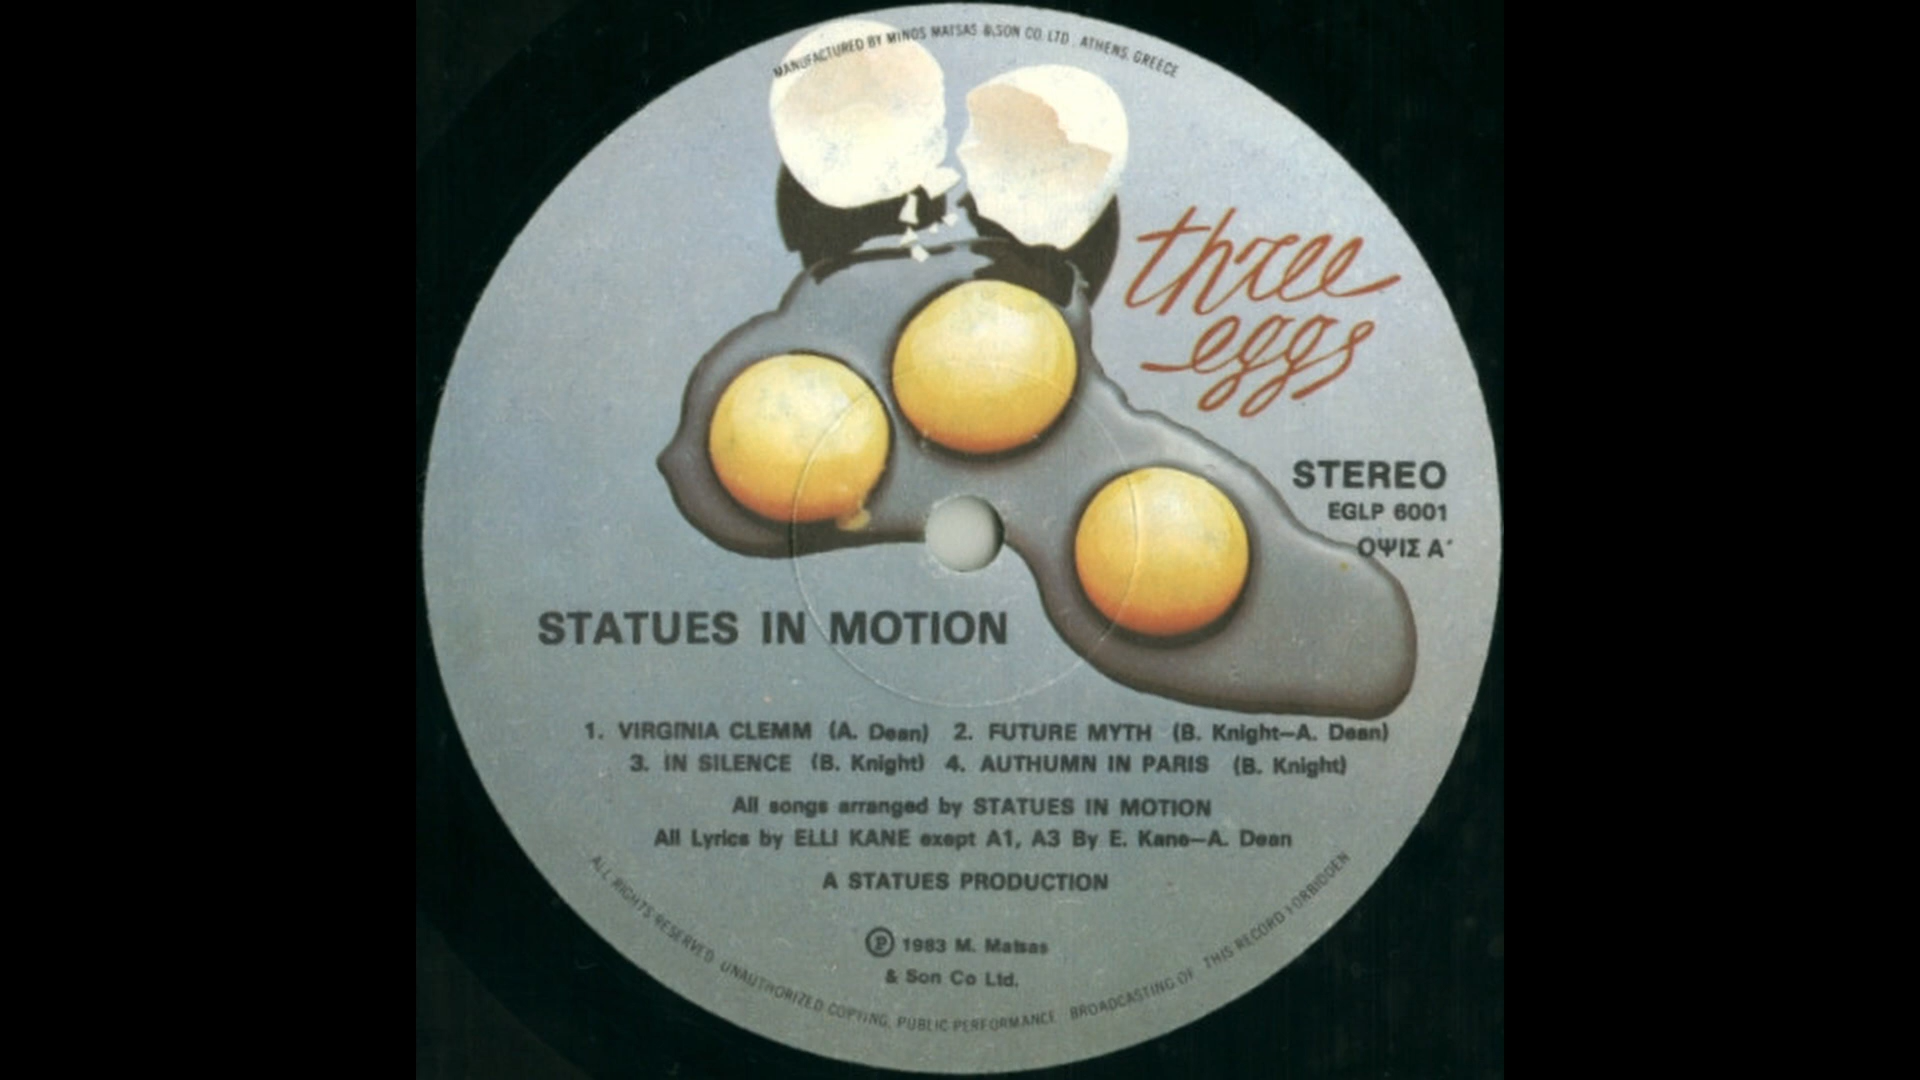 MANUFACTURED BY MINOS MATSAS & SON CO. LTD. ATHENS, GREECE
three
eggs
STEREO
EGLP 6001
ΟΨΙΣ Α΄
STATUES IN MOTION
1. VIRGINIA CLEMM (A. Dean) 2. FUTURE MYTH (B. Knight–A. Dean)
3. IN SILENCE (B. Knight) 4. AUTHUMN IN PARIS (B. Knight)
All songs arranged by STATUES IN MOTION
All Lyrics by ELLI KANE exept A1, A3 By E. Kane–A. Dean
A STATUES PRODUCTION
Ⓟ 1983 M. Matsas
& Son Co Ltd.
ALL RIGHTS RESERVED UNAUTHORIZED COPYING, PUBLIC PERFORMANCE BROADCASTING OF THIS RECORD FORBIDDEN